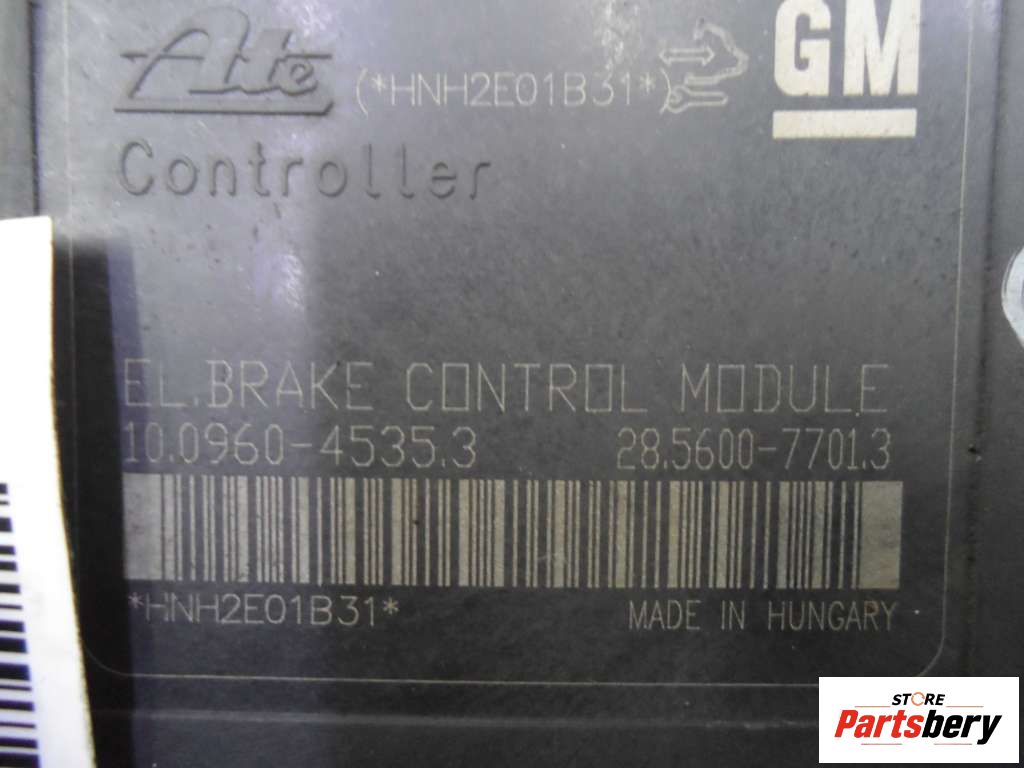 Ate (*HNH2E01B31*) GM
Controller
EL.BRAKE CONTROL MODULE
10.0960-4535.3 28.5600-7701.3
*HNH2E01B31* MADE IN HUNGARY
STORE
Partsbery